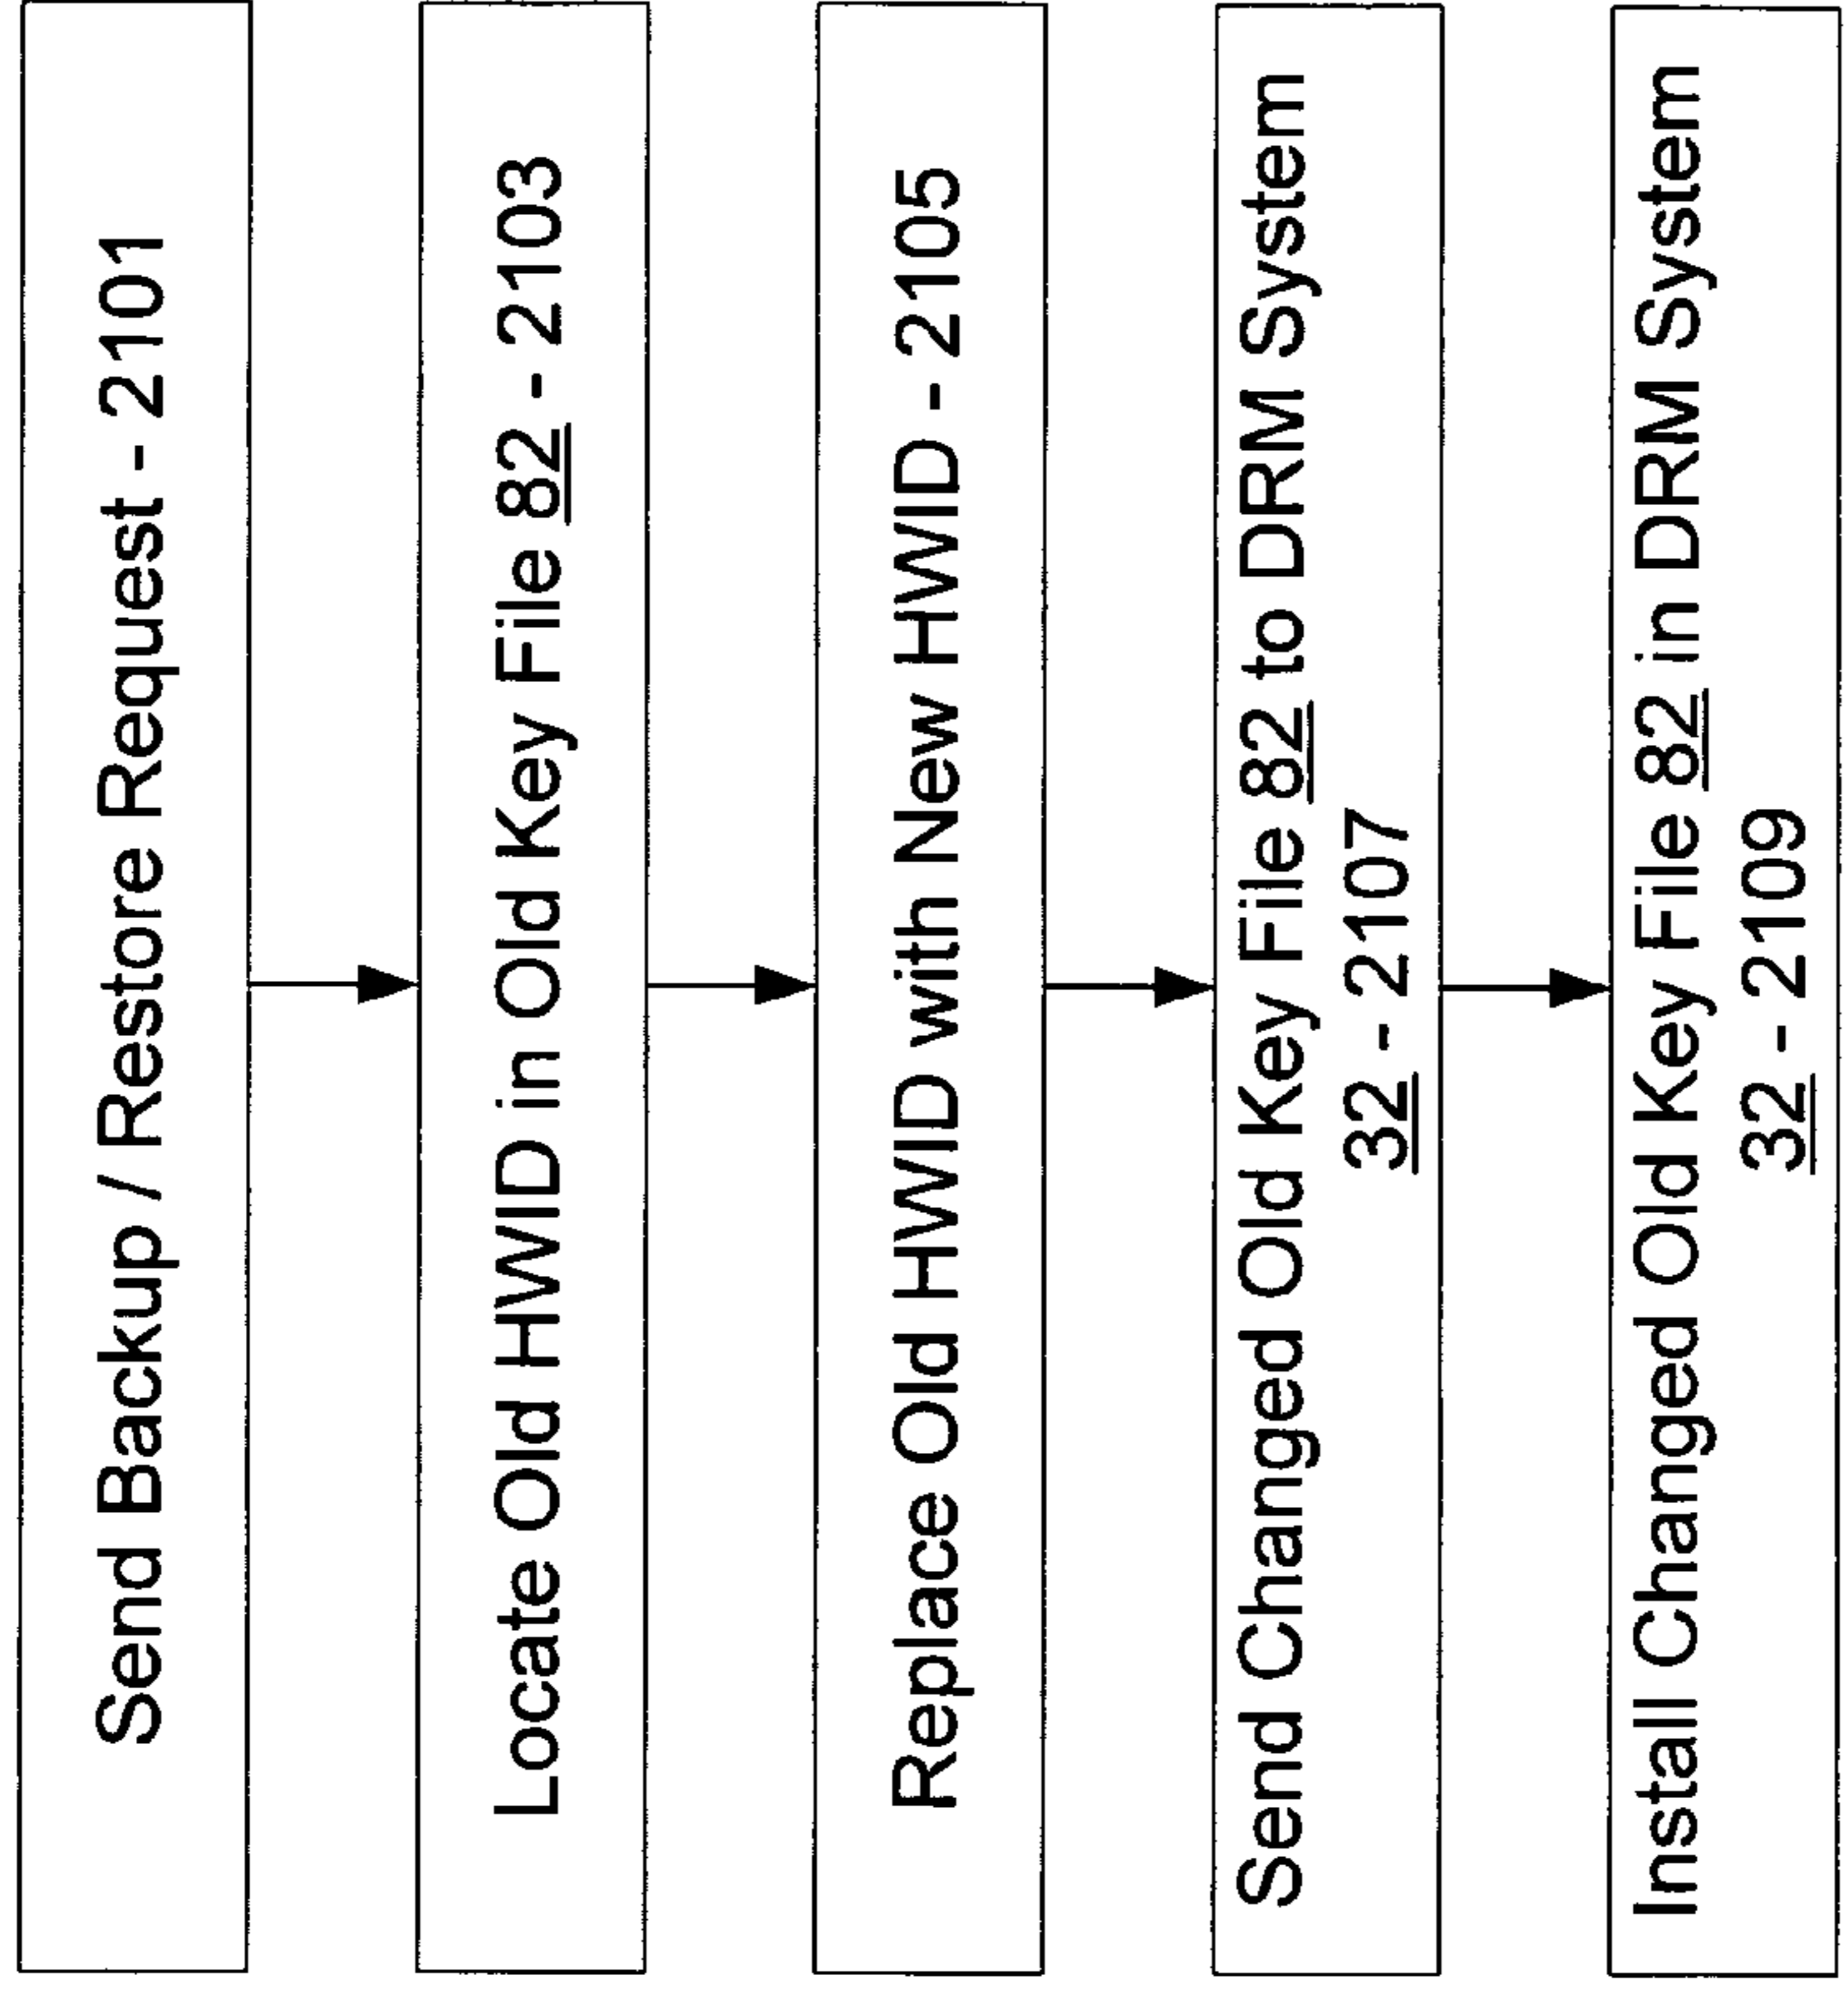 Send Backup / Restore Request - 2101
Locate Old HWID in Old Key File 82 - 2103
Replace Old HWID with New HWID - 2105
Send Changed Old Key File 82 to DRM System
32 - 2107
Install Changed Old Key File 82 in DRM System
32 - 2109